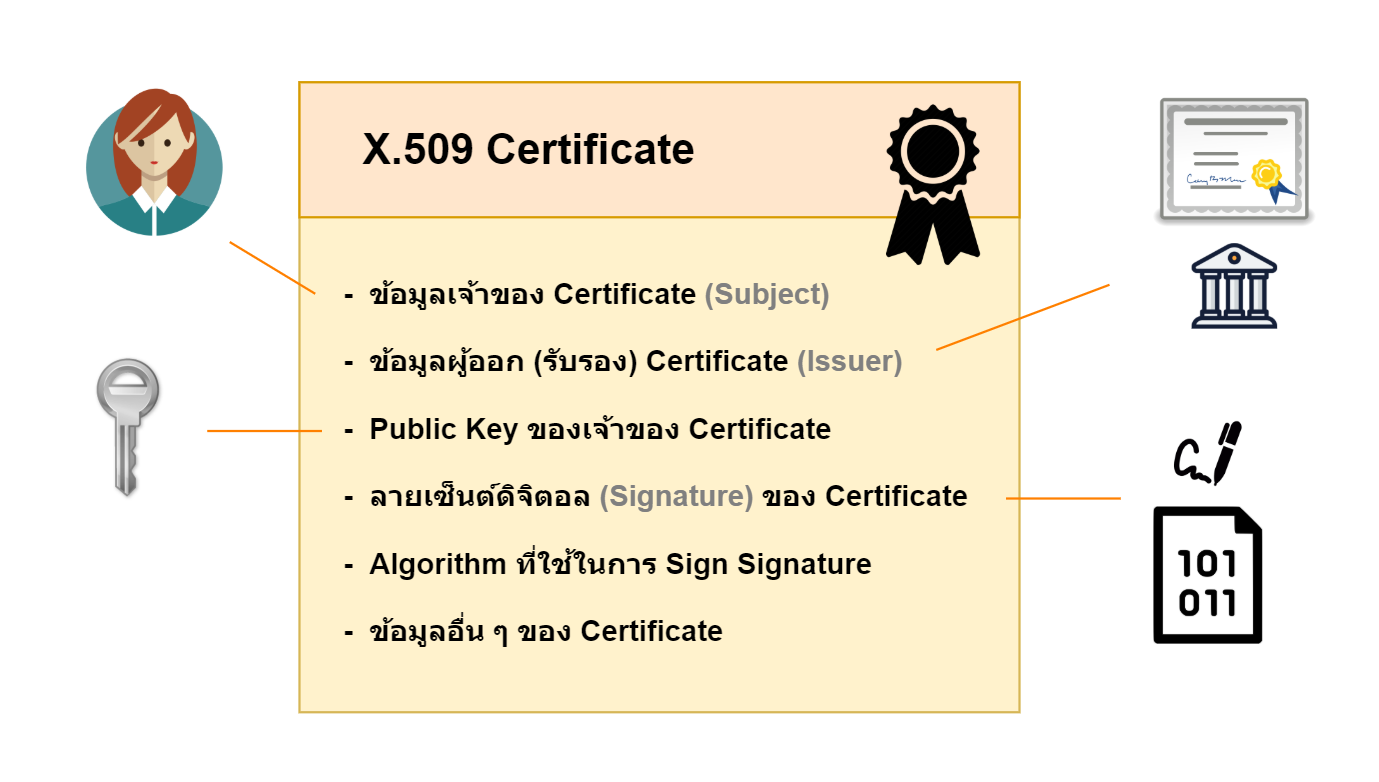 X.509 Certificate
- ข้อมูลเจ้าของ Certificate (Subject)
- ข้อมูลผู้ออก (รับรอง) Certificate (Issuer)
- Public Key ของเจ้าของ Certificate
- ลายเซ็นต์ดิจิตอล (Signature) ของ Certificate
- Algorithm ที่ใช้ในการ Sign Signature
- ข้อมูลอื่น ๆ ของ Certificate
101
011